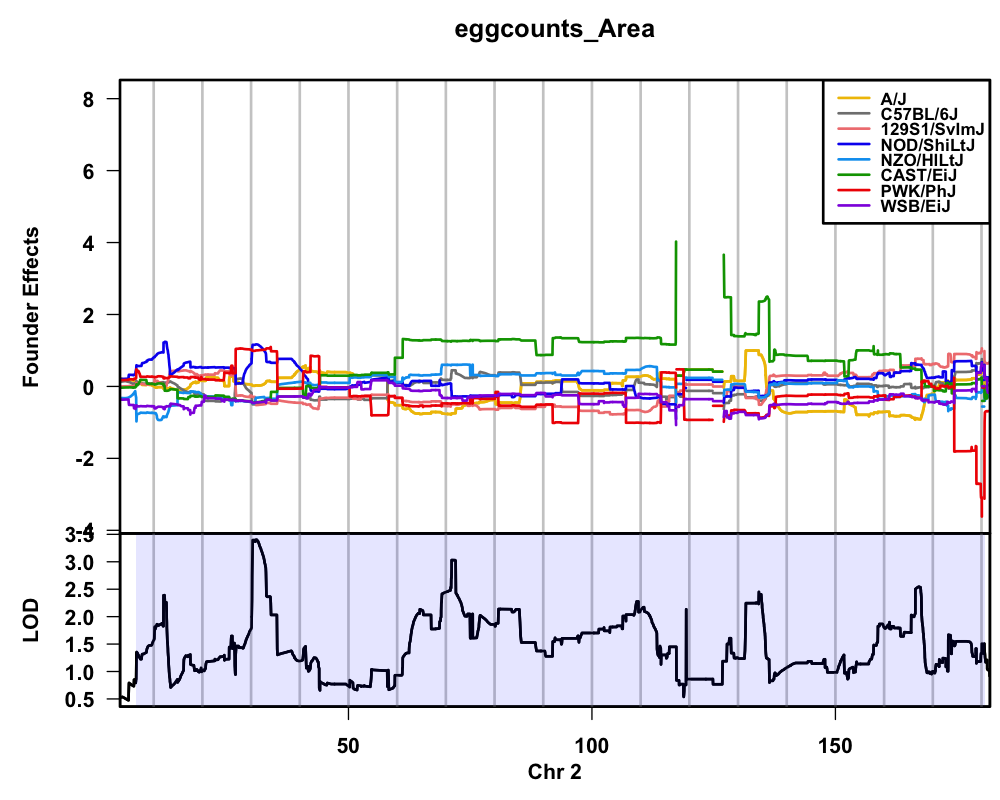 eggcounts_Area
8
6
4
2
0
-2
-4
Founder Effects
A/J
C57BL/6J
129S1/SvImJ
NOD/ShiLtJ
NZO/HlLtJ
CAST/EiJ
PWK/PhJ
WSB/EiJ
3.5
3.0
2.5
2.0
1.5
1.0
0.5
LOD
50 100 150
Chr 2